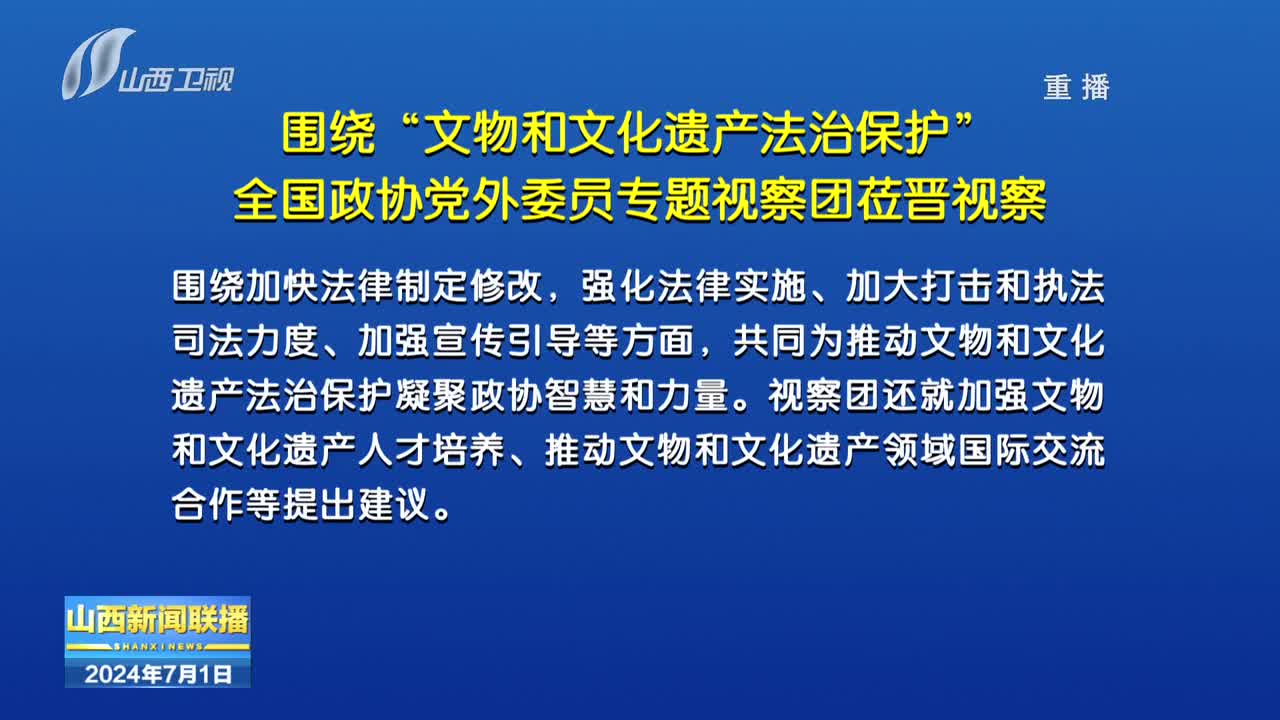 山西卫视
重播
围绕“文物和文化遗产法治保护”
全国政协党外委员专题视察团莅晋视察
围绕加快法律制定修改，强化法律实施、加大打击和执法
司法力度、加强宣传引导等方面，共同为推动文物和文化
遗产法治保护凝聚政协智慧和力量。视察团还就加强文物
和文化遗产人才培养、推动文物和文化遗产领域国际交流
合作等提出建议。
山西新闻联播
SHANXI NEWS
2024年7月1日